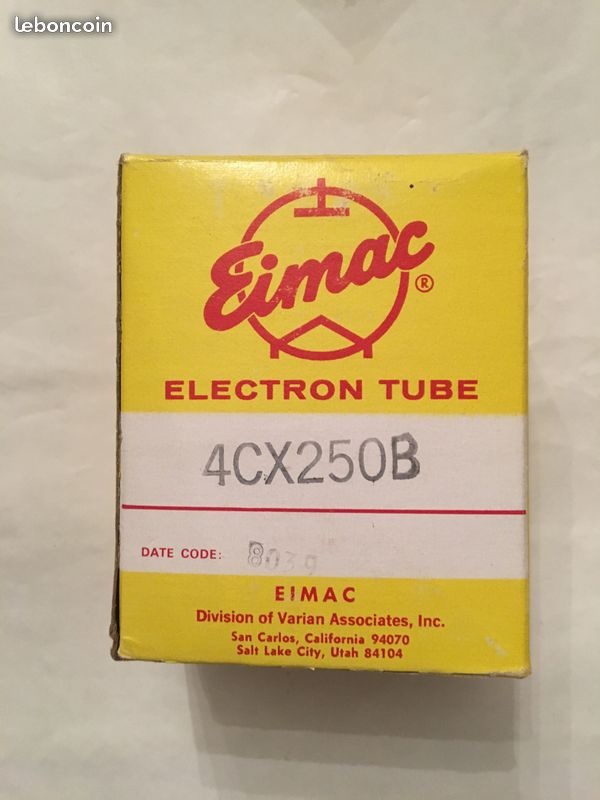 leboncoin
Eimac®
ELECTRON TUBE
4CX250B
DATE CODE: 8039
EIMAC
Division of Varian Associates, Inc.
San Carlos, California 94070
Salt Lake City, Utah 84104